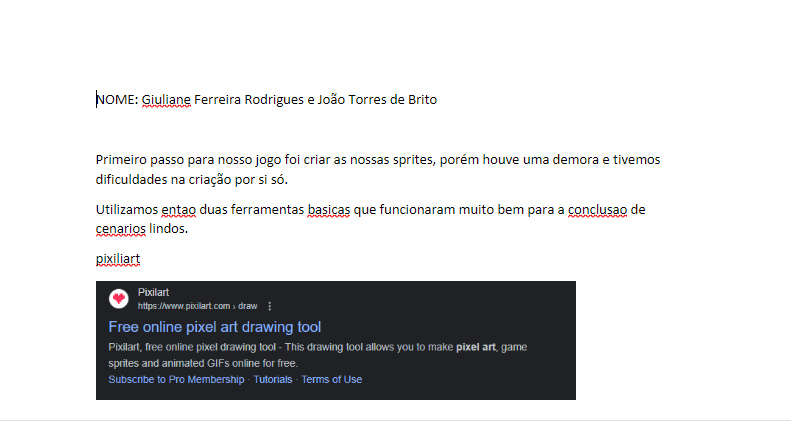 NOME: Giuliane Ferreira Rodrigues e João Torres de Brito
Primeiro passo para nosso jogo foi criar as nossas sprites, porém houve uma demora e tivemos
dificuldades na criação por si só.
Utilizamos entao duas ferramentas basicas que funcionaram muito bem para a conclusao de
cenarios lindos.
pixiliart
Pixilart
https://www.pixilart.com › draw
Free online pixel art drawing tool
Pixilart, free online pixel drawing tool - This drawing tool allows you to make pixel art, game
sprites and animated GIFs online for free.
Subscribe to Pro Membership · Tutorials · Terms of Use